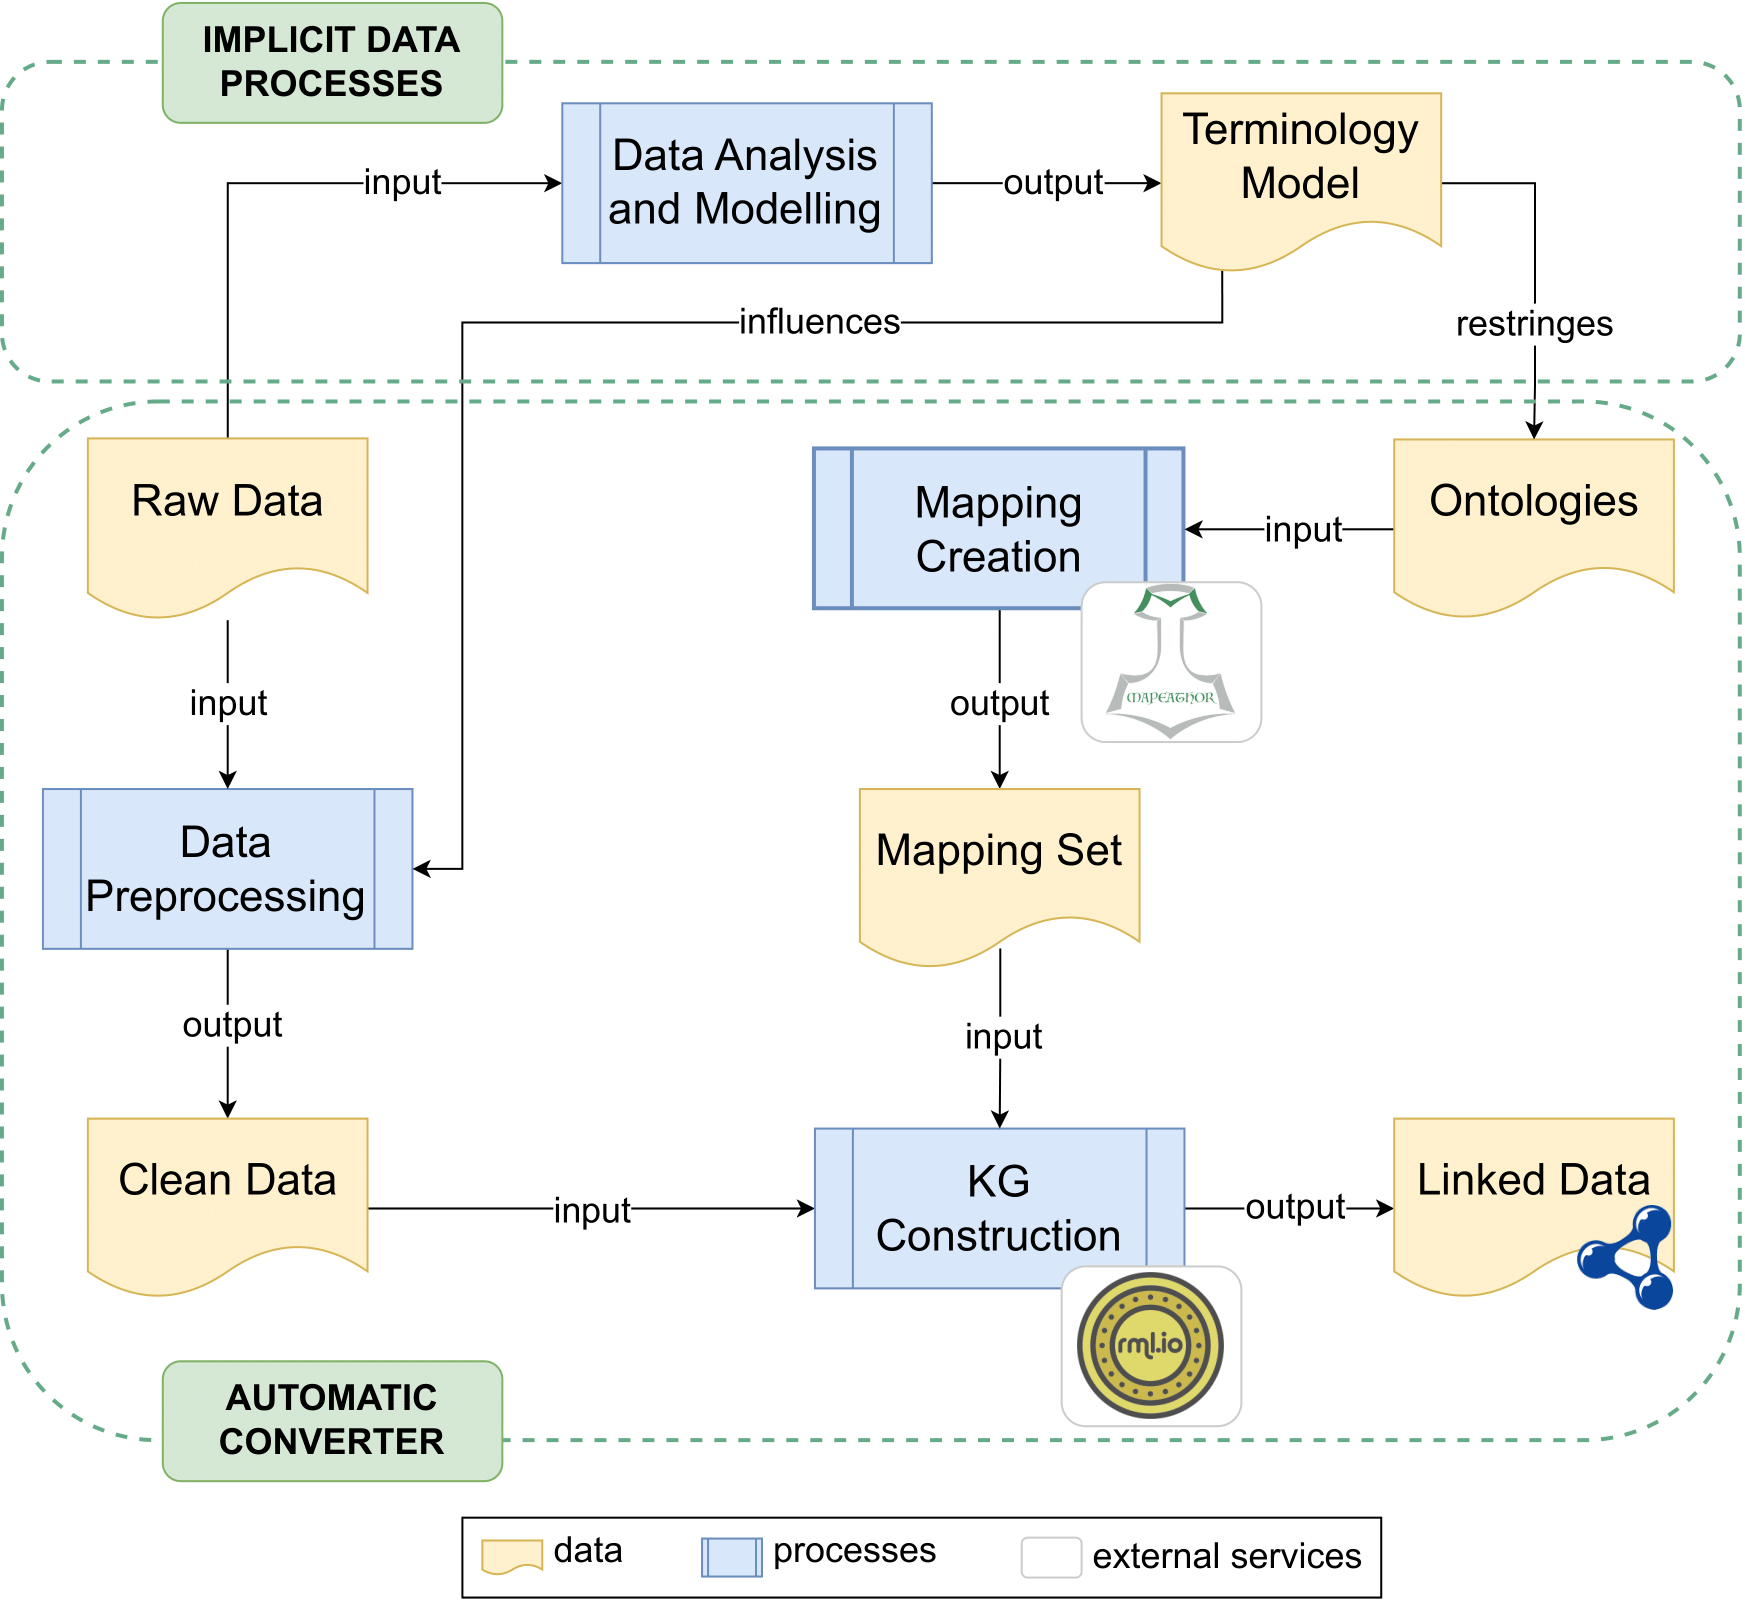 IMPLICIT DATA
PROCESSES
Data Analysis
and Modelling
Terminology
Model
input
output
influences
restringes
Raw Data
Mapping
Creation
input
Ontologies
MAPEATHOR
input
output
Data
Preprocessing
Mapping Set
output
input
Clean Data
input
KG
Construction
output
Linked Data
rml.io
AUTOMATIC
CONVERTER
data
processes
external services